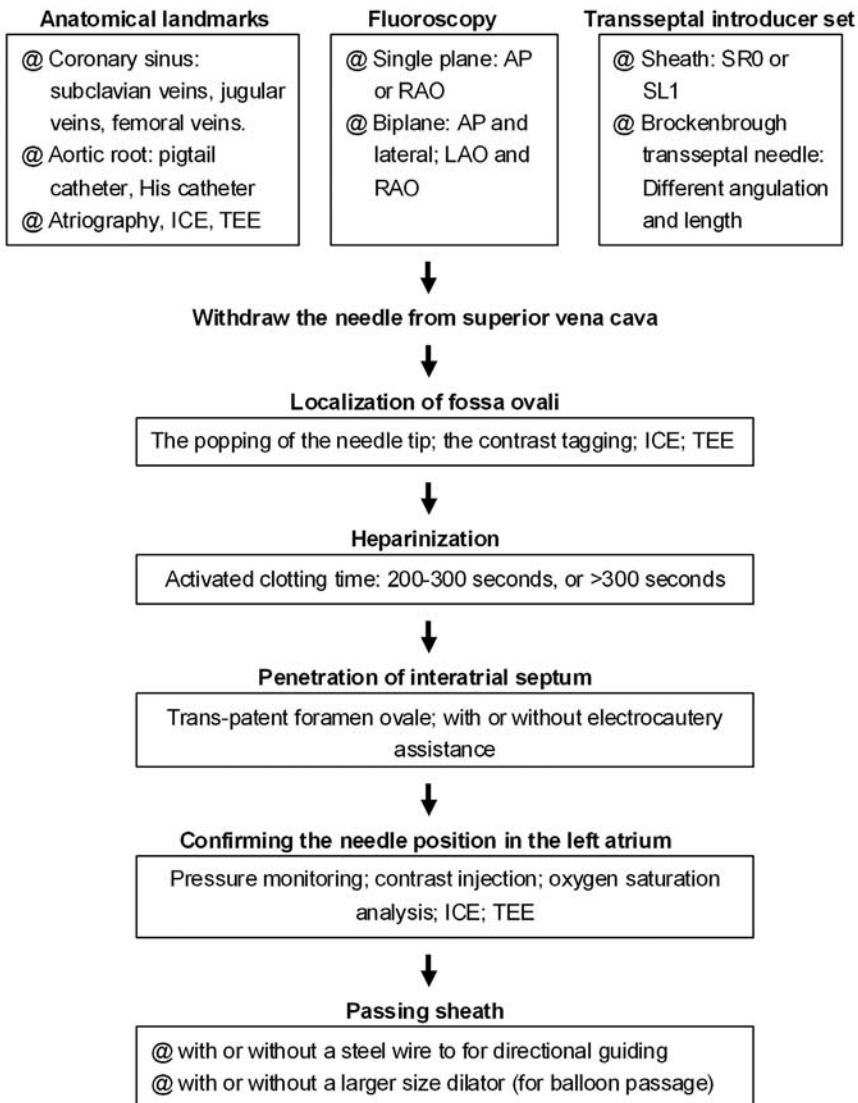 Anatomical landmarks
@ Coronary sinus:
subclavian veins, jugular
veins, femoral veins.
@ Aortic root: pigtail
catheter, His catheter
@ Atriography, ICE, TEE
Fluoroscopy
@ Single plane: AP
or RAO
@ Biplane: AP and
lateral; LAO and
RAO
Transseptal introducer set
@ Sheath: SR0 or
SL1
@ Brockenbrough
transseptal needle:
Different angulation
and length
Withdraw the needle from superior vena cava
Localization of fossa ovali
The popping of the needle tip; the contrast tagging; ICE; TEE
Heparinization
Activated clotting time: 200-300 seconds, or >300 seconds
Penetration of interatrial septum
Trans-patent foramen ovale; with or without electrocautery
assistance
Confirming the needle position in the left atrium
Pressure monitoring; contrast injection; oxygen saturation
analysis; ICE; TEE
Passing sheath
@ with or without a steel wire to for directional guiding
@ with or without a larger size dilator (for balloon passage)